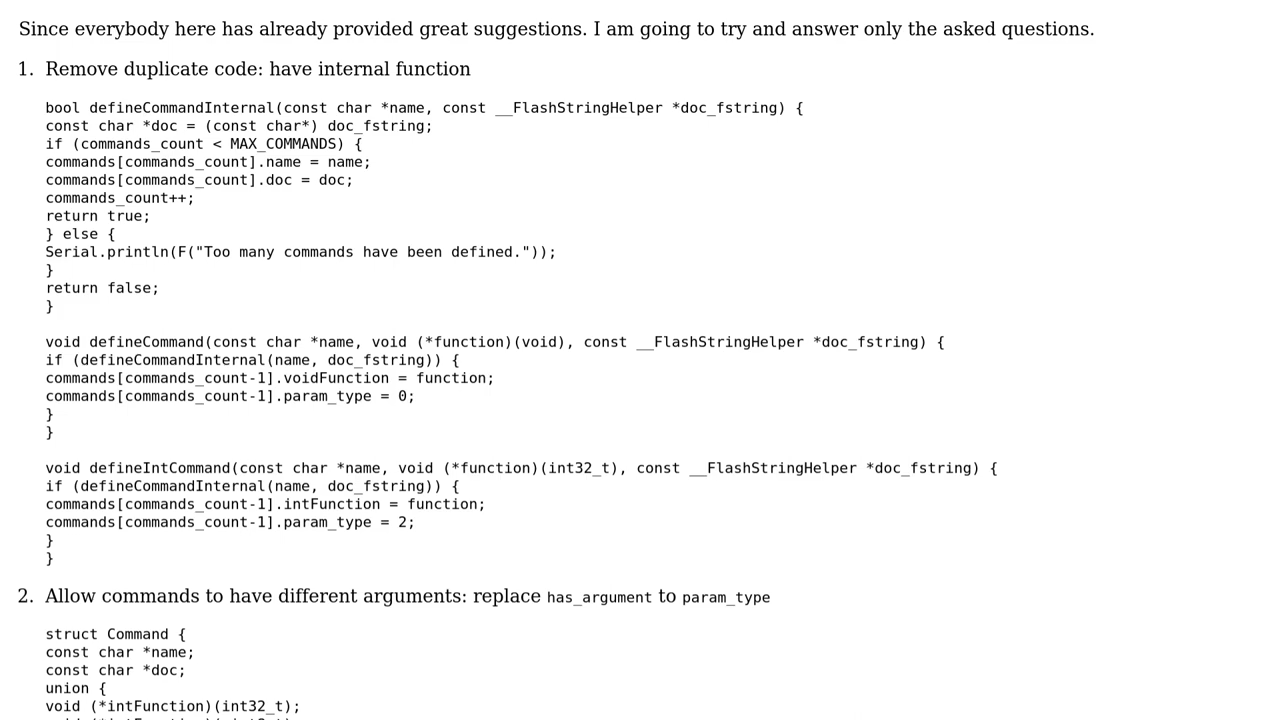 Since everybody here has already provided great suggestions. I am going to try and answer only the asked questions.
1. Remove duplicate code: have internal function
bool defineCommandInternal(const char *name, const __FlashStringHelper *doc_fstring) {
const char *doc = (const char*) doc_fstring;
if (commands_count < MAX_COMMANDS) {
commands[commands_count].name = name;
commands[commands_count].doc = doc;
commands_count++;
return true;
} else {
Serial.println(F("Too many commands have been defined."));
}
return false;
}
void defineCommand(const char *name, void (*function)(void), const __FlashStringHelper *doc_fstring) {
if (defineCommandInternal(name, doc_fstring)) {
commands[commands_count-1].voidFunction = function;
commands[commands_count-1].param_type = 0;
}
}
void defineIntCommand(const char *name, void (*function)(int32_t), const __FlashStringHelper *doc_fstring) {
if (defineCommandInternal(name, doc_fstring)) {
commands[commands_count-1].intFunction = function;
commands[commands_count-1].param_type = 2;
}
}
2. Allow commands to have different arguments: replace has_argument to param_type
struct Command {
const char *name;
const char *doc;
union {
void (*intFunction)(int32_t);